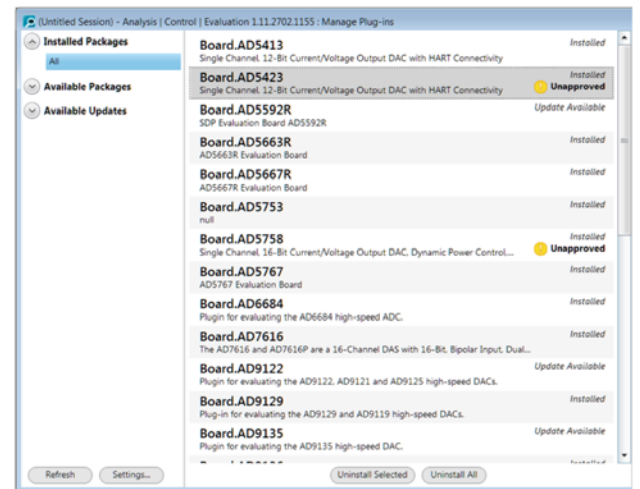 (Untitled Session) - Analysis | Control | Evaluation 1.11.2702.1155 : Manage Plug-ins
Installed Packages
All
Available Packages
Available Updates
Board.AD5413
Installed
Single Channel, 12-Bit Current/Voltage Output DAC with HART Connectivity
Board.AD5423
Installed
Single Channel, 12-Bit Current/Voltage Output DAC with HART Connectivity
Unapproved
Board.AD5592R
Update Available
SDP Evaluation Board AD5592R
Board.AD5663R
Installed
AD5663R Evaluation Board
Board.AD5667R
Installed
AD5667R Evaluation Board
Board.AD5753
Installed
null
Board.AD5758
Installed
Single Channel, 16-Bit Current/Voltage Output DAC, Dynamic Power Control,...
Unapproved
Board.AD5767
Installed
AD5767 Evaluation Board
Board.AD6684
Installed
Plugin for evaluating the AD6684 high-speed ADC.
Board.AD7616
Installed
The AD7616 and AD7616P are a 16-Channel DAS with 16-Bit, Bipolar Input, Dual...
Board.AD9122
Update Available
Plugin for evaluating the AD9122, AD9121 and AD9125 high-speed DACs.
Board.AD9129
Installed
Plug-in for evaluating the AD9129 and AD9119 high-speed DACs.
Board.AD9135
Update Available
Plugin for evaluating the AD9135 high-speed DAC.
Refresh
Settings...
Uninstall Selected
Uninstall All